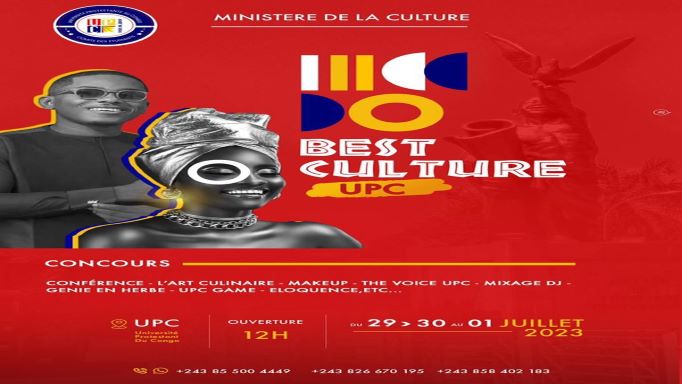 MINISTERE DE LA CULTURE
BEST
CULTURE
UPC
CONCOURS
CONFÉRENCE - L'ART CULINAIRE - MAKEUP - THE VOICE UPC - MIXAGE DJ -
GENIE EN HERBE - UPC GAME - ELOQUENCE,ETC...
UPC
Université
Protestant
Du Congo
OUVERTURE
12H
DU 29 > 30 AU 01 JUILLET
2023
+243 85 500 4449 +243 826 670 195 +243 858 402 183